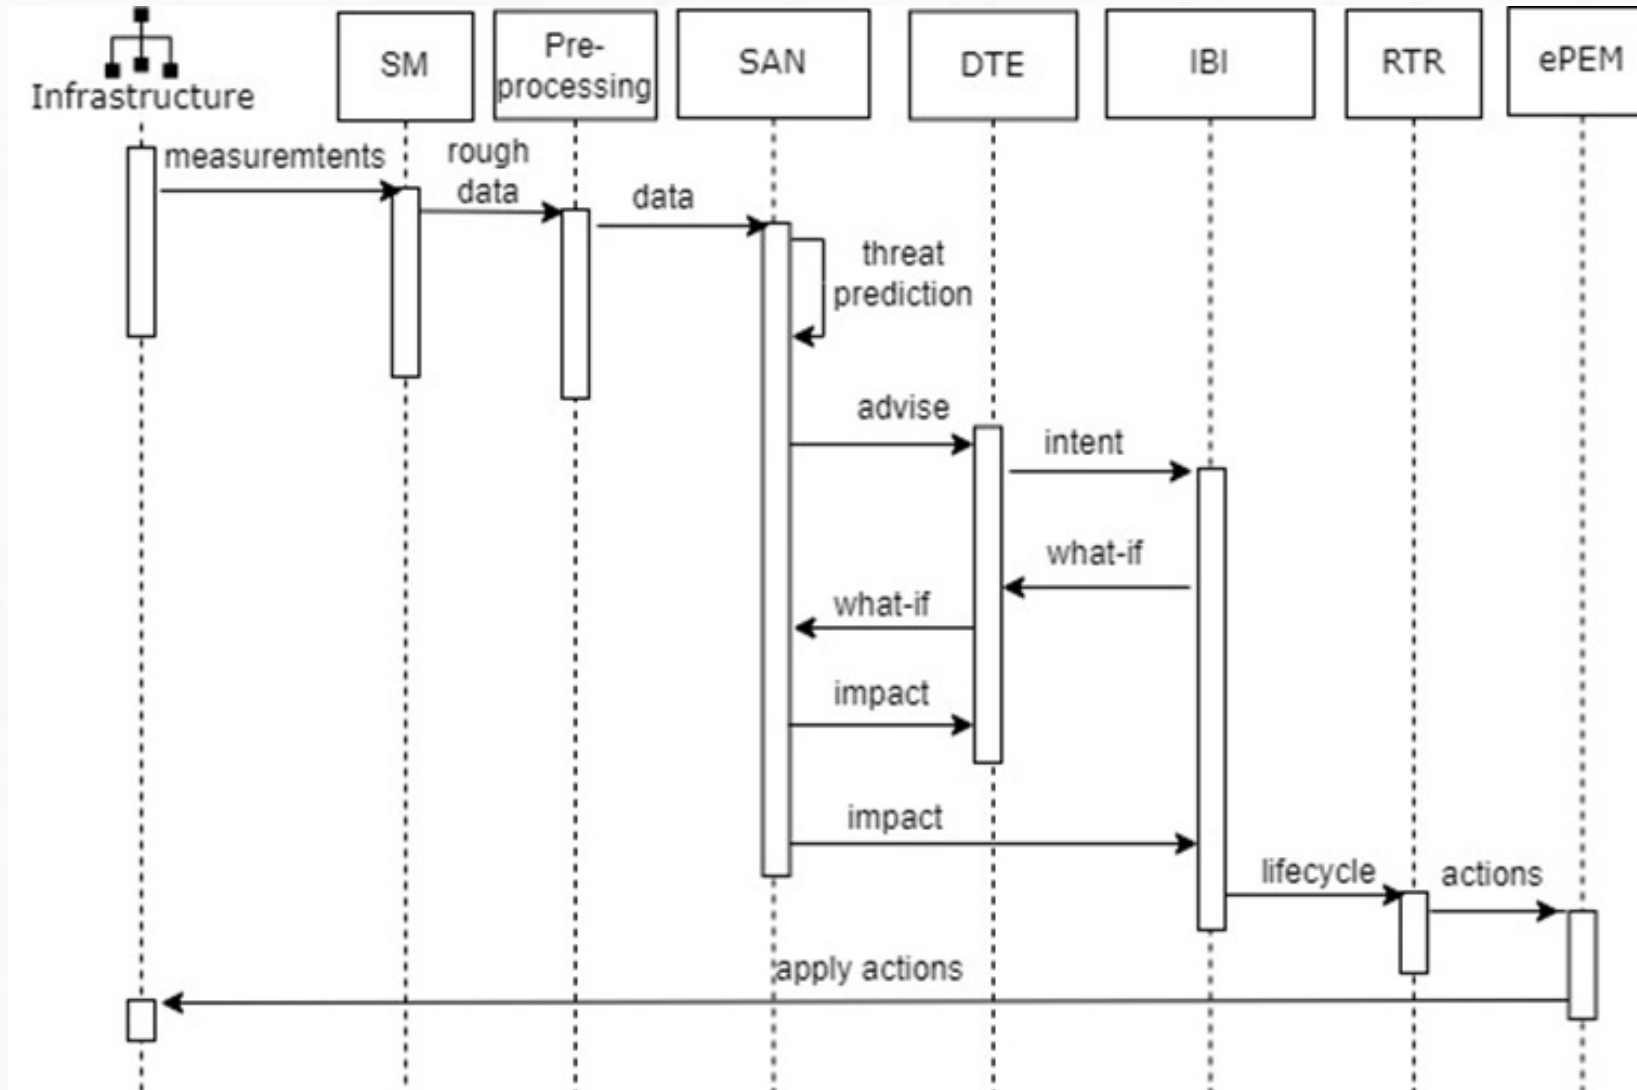 Infrastructure
SM
Pre-
processing
SAN
DTE
IBI
RTR
ePEM
measuremtents
rough
data
data
threat
prediction
advise
intent
what-if
what-if
impact
impact
lifecycle
actions
apply actions